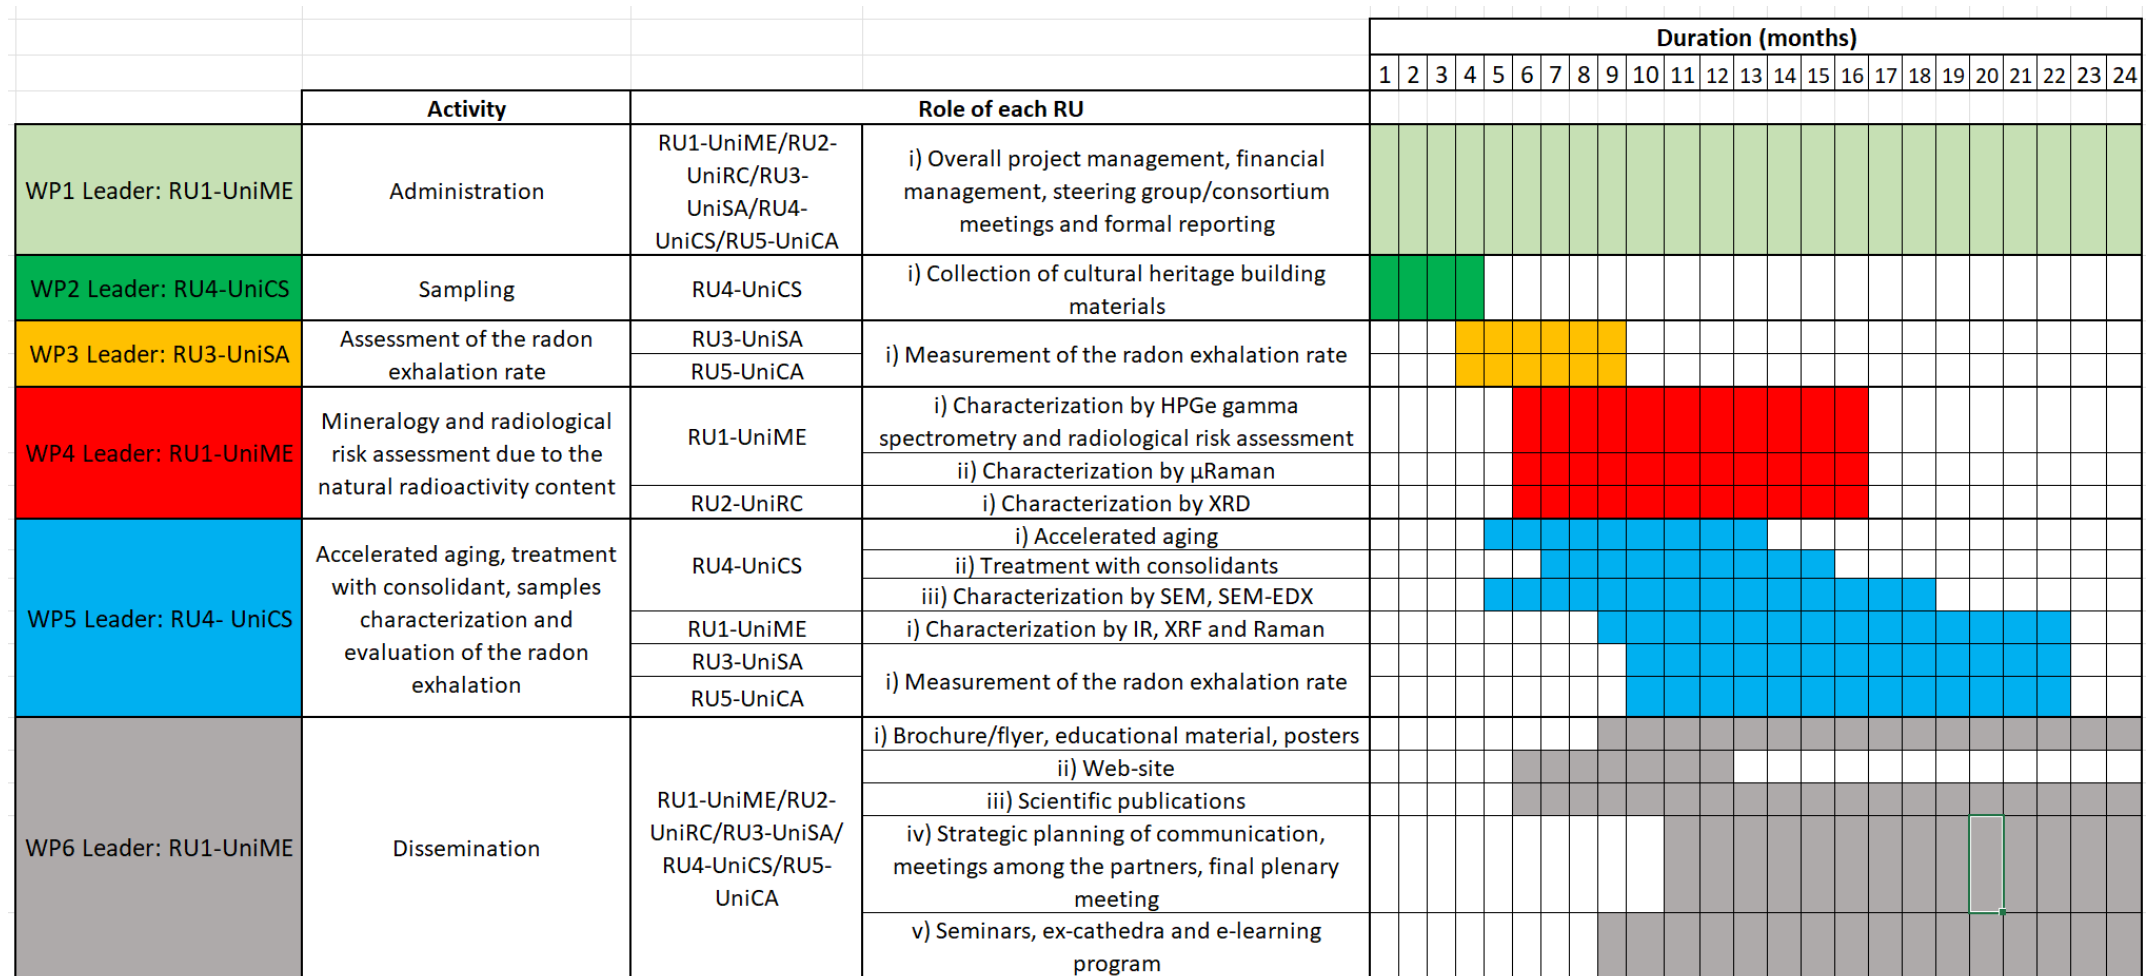 Duration (months)
1 2 3 4 5 6 7 8 9 10 11 12 13 14 15 16 17 18 19 20 21 22 23 24
Activity
Role of each RU
WP1 Leader: RU1-UniME
Administration
RU1-UniME/RU2-
UniRC/RU3-
UniSA/RU4-
UniCS/RU5-UniCA
i) Overall project management, financial
management, steering group/consortium
meetings and formal reporting
WP2 Leader: RU4-UniCS
Sampling
RU4-UniCS
i) Collection of cultural heritage building
materials
WP3 Leader: RU3-UniSA
Assessment of the radon
exhalation rate
RU3-UniSA
RU5-UniCA
i) Measurement of the radon exhalation rate
WP4 Leader: RU1-UniME
Mineralogy and radiological
risk assessment due to the
natural radioactivity content
RU1-UniME
i) Characterization by HPGe gamma
spectrometry and radiological risk assessment
ii) Characterization by μRaman
RU2-UniRC
i) Characterization by XRD
WP5 Leader: RU4- UniCS
Accelerated aging, treatment
with consolidant, samples
characterization and
evaluation of the radon
exhalation
RU4-UniCS
i) Accelerated aging
ii) Treatment with consolidants
iii) Characterization by SEM, SEM-EDX
RU1-UniME
i) Characterization by IR, XRF and Raman
RU3-UniSA
RU5-UniCA
i) Measurement of the radon exhalation rate
WP6 Leader: RU1-UniME
Dissemination
RU1-UniME/RU2-
UniRC/RU3-UniSA/
RU4-UniCS/RU5-
UniCA
i) Brochure/flyer, educational material, posters
ii) Web-site
iii) Scientific publications
iv) Strategic planning of communication,
meetings among the partners, final plenary
meeting
v) Seminars, ex-cathedra and e-learning
program